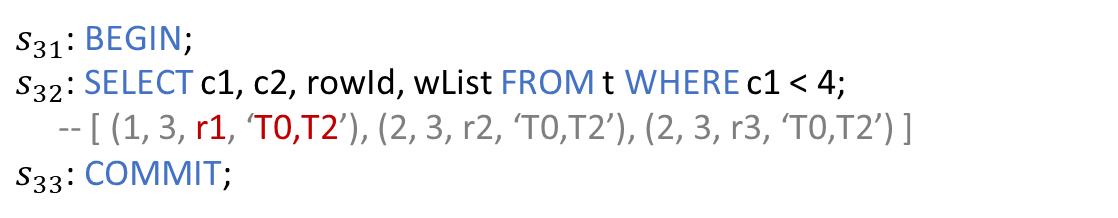 s31: BEGIN;
s32: SELECT c1, c2, rowId, wList FROM t WHERE c1 < 4;
-- [ (1, 3, r1, ‘T0,T2’), (2, 3, r2, ‘T0,T2’), (2, 3, r3, ‘T0,T2’) ]
s33: COMMIT;